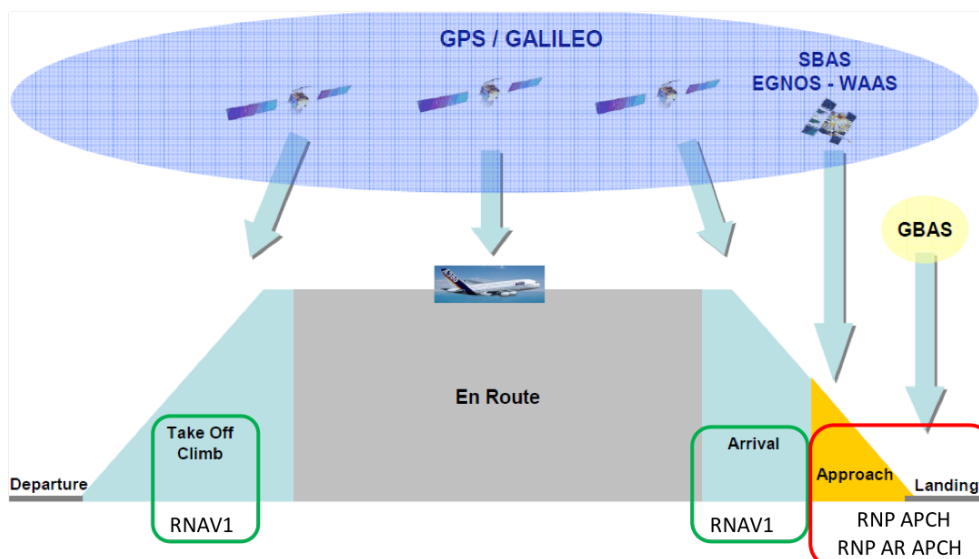 GPS / GALILEO
SBAS
EGNOS - WAAS
GBAS
En Route
Take Off
Climb
Arrival
Approach
Departure
Landing
RNAV1
RNAV1
RNP APCH
RNP AR APCH